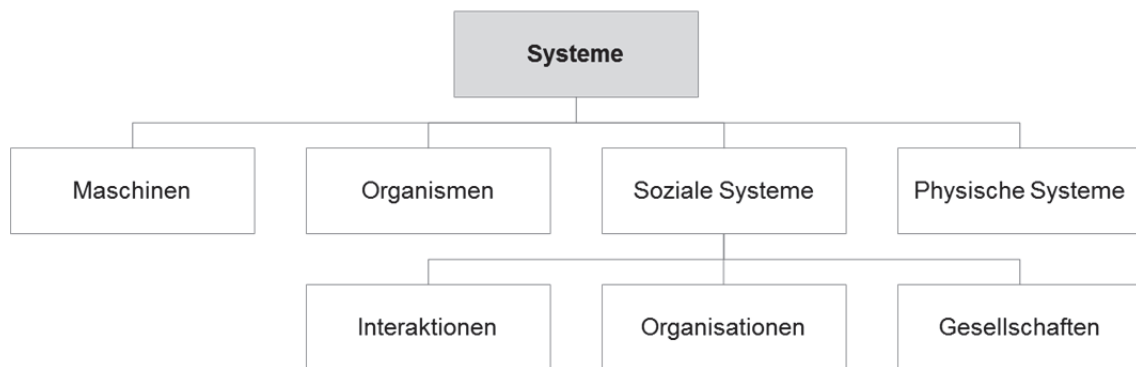 Systeme
Maschinen
Organismen
Soziale Systeme
Physische Systeme
Interaktionen
Organisationen
Gesellschaften